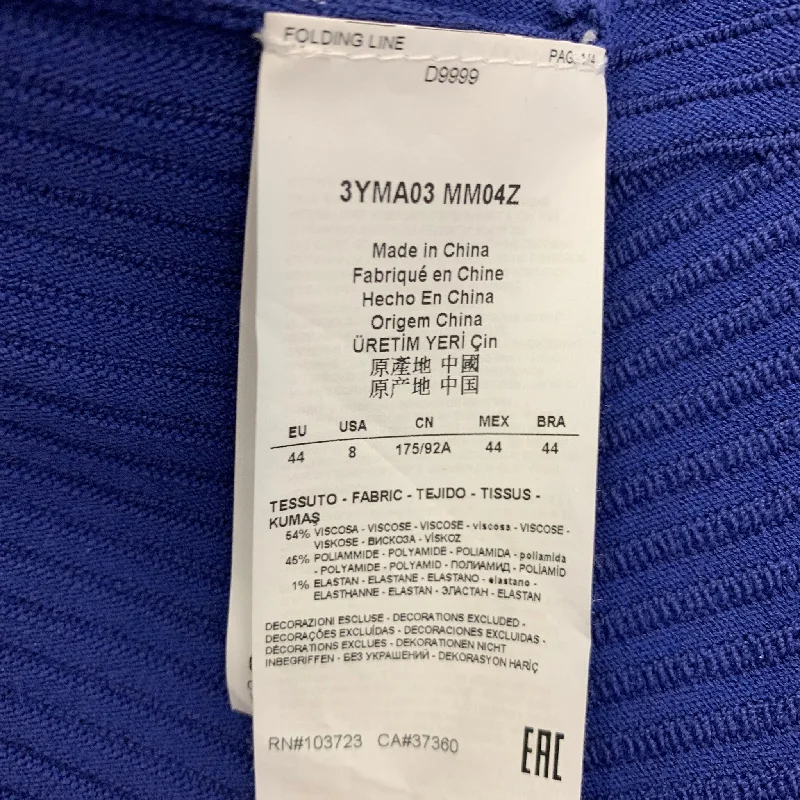 FOLDING LINE
PAG. 1/4
D9999
3YMA03 MM04Z
Made in China
Fabriqué en Chine
Hecho En China
Origem China
ÜRETİM YERİ Çin
原產地 中國
原产地 中国
EU USA CN MEX BRA
44 8 175/92A 44 44
TESSUTO - FABRIC - TEJIDO - TISSUS -
KUMAŞ
54% VISCOSA - VISCOSE - VISCOSE - viscosa - VISCOSE -
VISKOSE - ВИСКОЗА - VİSKOZ
45% POLIAMMIDE - POLYAMIDE - POLIAMIDA - poliamida
- POLYAMIDE - POLYAMID - ПОЛИАМИД - POLİAMİD
1% ELASTAN - ELASTANE - ELASTANO - elastano -
ELASTHANNE - ELASTAN - ЭЛАСТАН - ELASTAN
DECORAZIONI ESCLUSE - DECORATIONS EXCLUDED -
DECORAÇÕES EXCLUÍDAS - DECORACIONES EXCLUIDAS -
DÉCORATIONS EXCLUES - DEKORATIONEN NICHT
INBEGRIFFEN - БЕЗ УКРАШЕНИЙ - DEKORASYON HARİÇ
RN#103723 CA#37360
EAC